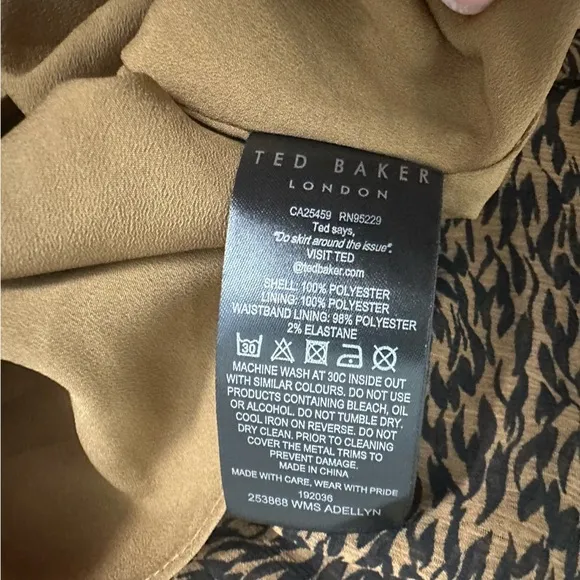 TED BAKER
LONDON
CA25459 RN95229
Ted says,
"Do skirt around the issue".
VISIT TED
@tedbaker.com
SHELL: 100% POLYESTER
LINING: 100% POLYESTER
WAISTBAND LINING: 98% POLYESTER
2% ELASTANE
30
MACHINE WASH AT 30C INSIDE OUT
WITH SIMILAR COLOURS. DO NOT USE
PRODUCTS CONTAINING BLEACH, OIL
OR ALCOHOL. DO NOT TUMBLE DRY.
COOL IRON ON REVERSE. DO NOT
DRY CLEAN. PRIOR TO CLEANING
COVER THE METAL TRIMS TO
PREVENT DAMAGE.
MADE IN CHINA
MADE WITH CARE, WEAR WITH PRIDE
192036
253868 WMS ADELLYN